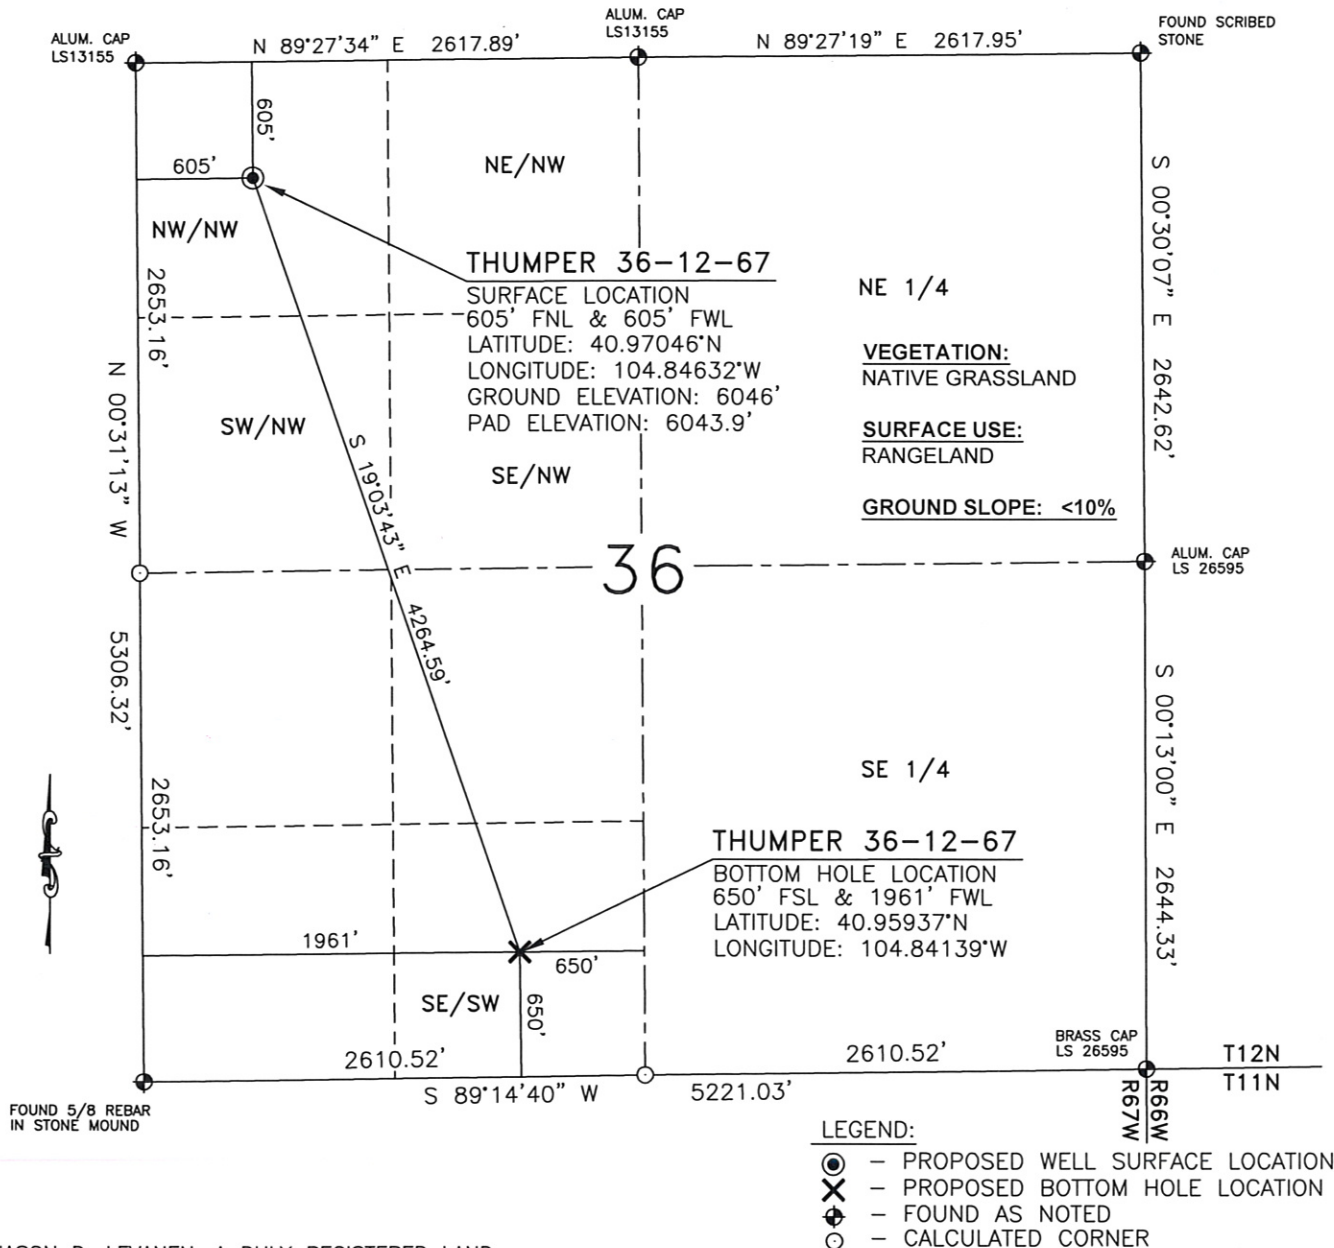 ALUM. CAP
LS13155
N 89°27'34" E 2617.89'
ALUM. CAP
LS13155
N 89°27'19" E 2617.95'
FOUND SCRIBED
STONE
605'
605'
NE/NW
NW/NW
THUMPER 36-12-67
SURFACE LOCATION
605' FNL & 605' FWL
LATITUDE: 40.97046°N
LONGITUDE: 104.84632°W
GROUND ELEVATION: 6046'
PAD ELEVATION: 6043.9'
NE 1/4
VEGETATION:
NATIVE GRASSLAND
SURFACE USE:
RANGELAND
GROUND SLOPE: <10%
S 00°30'07" E 2642.62'
2653.16'
N 00°31'13" W 5306.32'
SW/NW
S 19°03'43" E 4264.59'
SE/NW
36
ALUM. CAP
LS 26595
S 00°13'00" E 2644.33'
2653.16'
SE 1/4
THUMPER 36-12-67
BOTTOM HOLE LOCATION
650' FSL & 1961' FWL
LATITUDE: 40.95937°N
LONGITUDE: 104.84139°W
1961'
650'
650'
SE/SW
2610.52'
2610.52'
S 89°14'40" W 5221.03'
BRASS CAP
LS 26595
T12N
T11N
R67W
R66W
FOUND 5/8 REBAR
IN STONE MOUND
LEGEND:
- PROPOSED WELL SURFACE LOCATION
- PROPOSED BOTTOM HOLE LOCATION
- FOUND AS NOTED
- CALCULATED CORNER